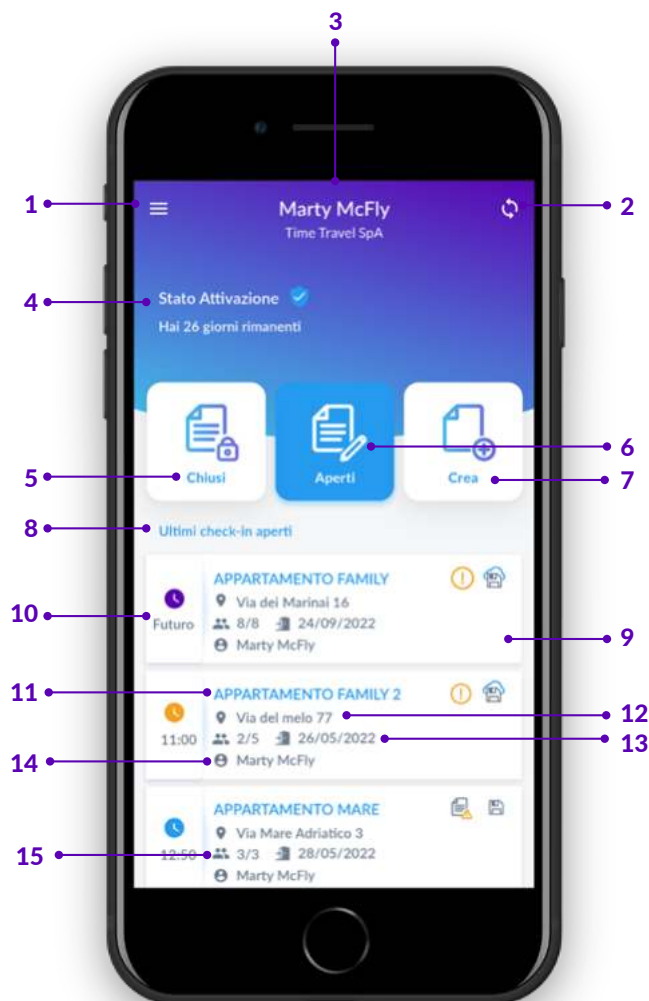 3
1
Marty McFly
2
Time Travel SpA
4
Stato Attivazione
Hai 26 giorni rimanenti
6
5
Chiusi
Aperti
Crea
7
8
Ultimi check-in aperti
APPARTAMENTO FAMILY
10
Via dei Marinai 16
Futuro
8/8
24/09/2022
9
Marty McFly
11
APPARTAMENTO FAMILY 2
Via del melo 77
12
11:00
2/5
26/05/2022
13
14
Marty McFly
APPARTAMENTO MARE
Via Mare Adriatico 3
15
12:50
3/3
28/05/2022
Marty McFly